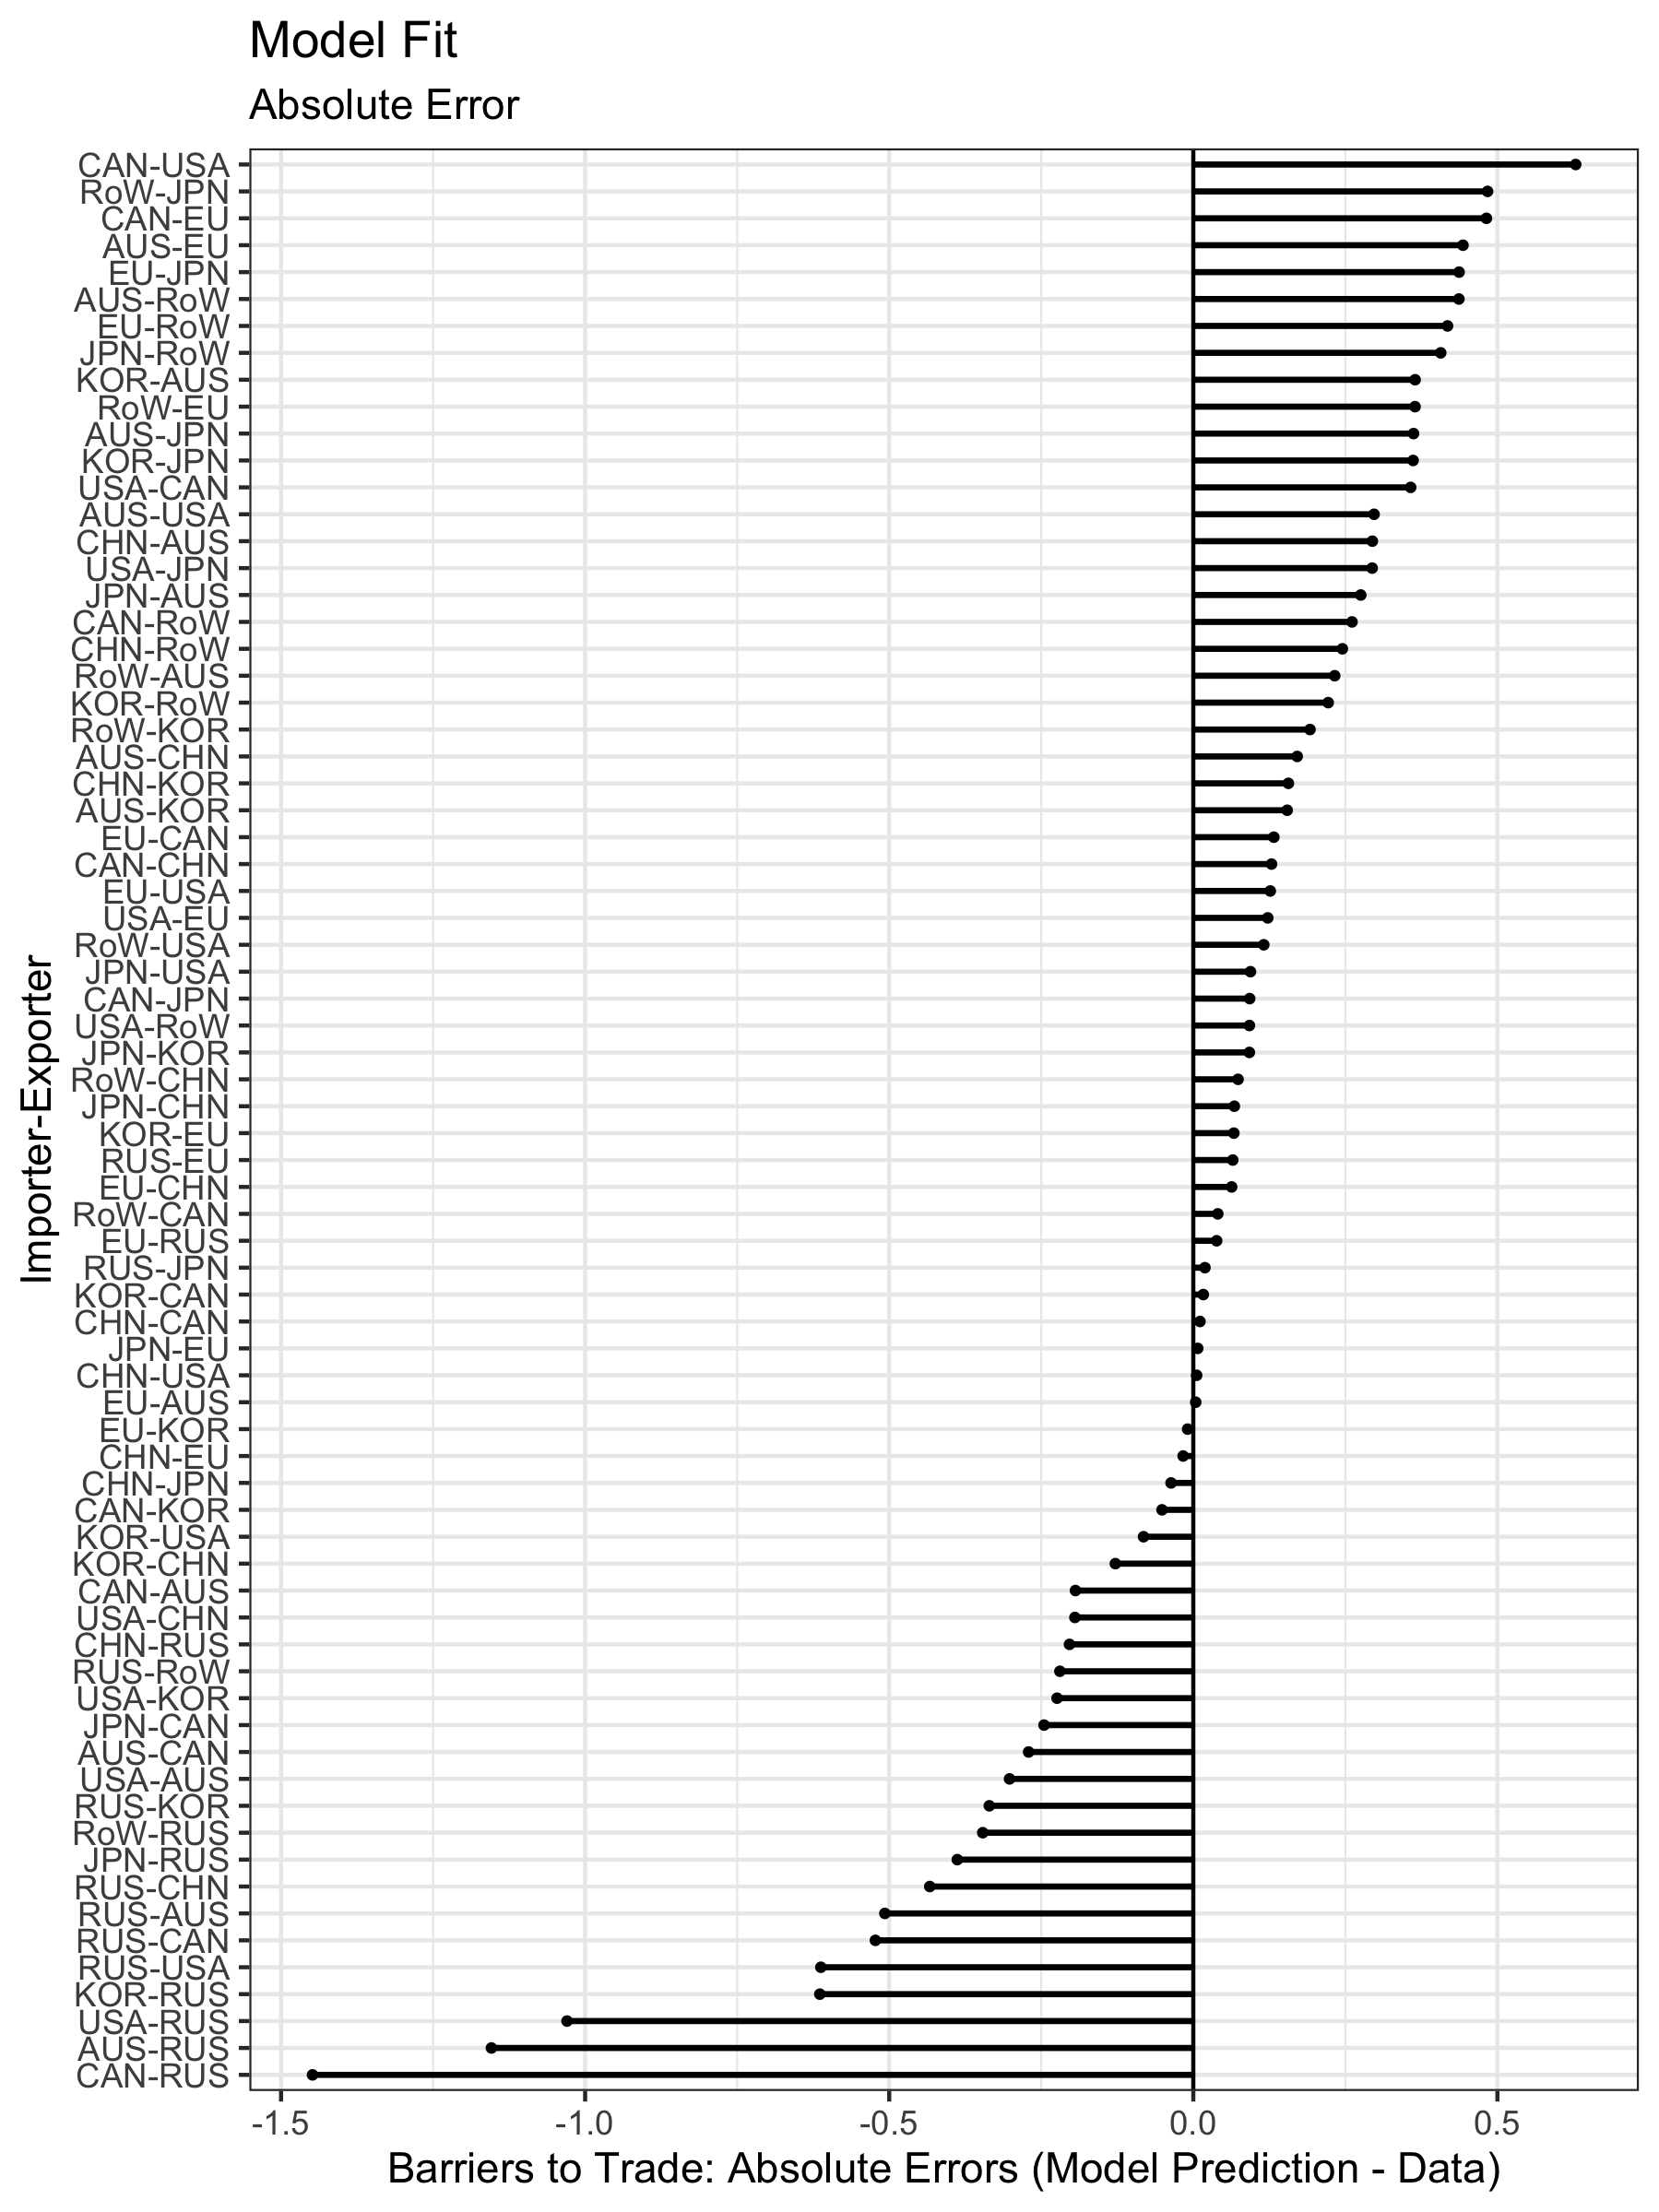 Model Fit
Absolute Error
CAN-USA
RoW-JPN
CAN-EU
AUS-EU
EU-JPN
AUS-RoW
EU-RoW
JPN-RoW
KOR-AUS
RoW-EU
AUS-JPN
KOR-JPN
USA-CAN
AUS-USA
CHN-AUS
USA-JPN
JPN-AUS
CAN-RoW
CHN-RoW
RoW-AUS
KOR-RoW
RoW-KOR
AUS-CHN
CHN-KOR
AUS-KOR
EU-CAN
CAN-CHN
EU-USA
USA-EU
RoW-USA
JPN-USA
CAN-JPN
USA-RoW
JPN-KOR
RoW-CHN
JPN-CHN
KOR-EU
RUS-EU
EU-CHN
RoW-CAN
EU-RUS
RUS-JPN
KOR-CAN
CHN-CAN
JPN-EU
CHN-USA
EU-AUS
EU-KOR
CHN-EU
CHN-JPN
CAN-KOR
KOR-USA
KOR-CHN
CAN-AUS
USA-CHN
CHN-RUS
RUS-RoW
USA-KOR
JPN-CAN
AUS-CAN
USA-AUS
RUS-KOR
RoW-RUS
JPN-RUS
RUS-CHN
RUS-AUS
RUS-CAN
RUS-USA
KOR-RUS
USA-RUS
AUS-RUS
CAN-RUS
Importer-Exporter
-1.5 -1.0 -0.5 0.0 0.5
Barriers to Trade: Absolute Errors (Model Prediction - Data)